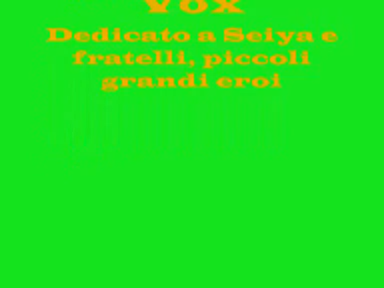 Vox
Dedicato a Seiya e
fratelli, piccoli
grandi eroi